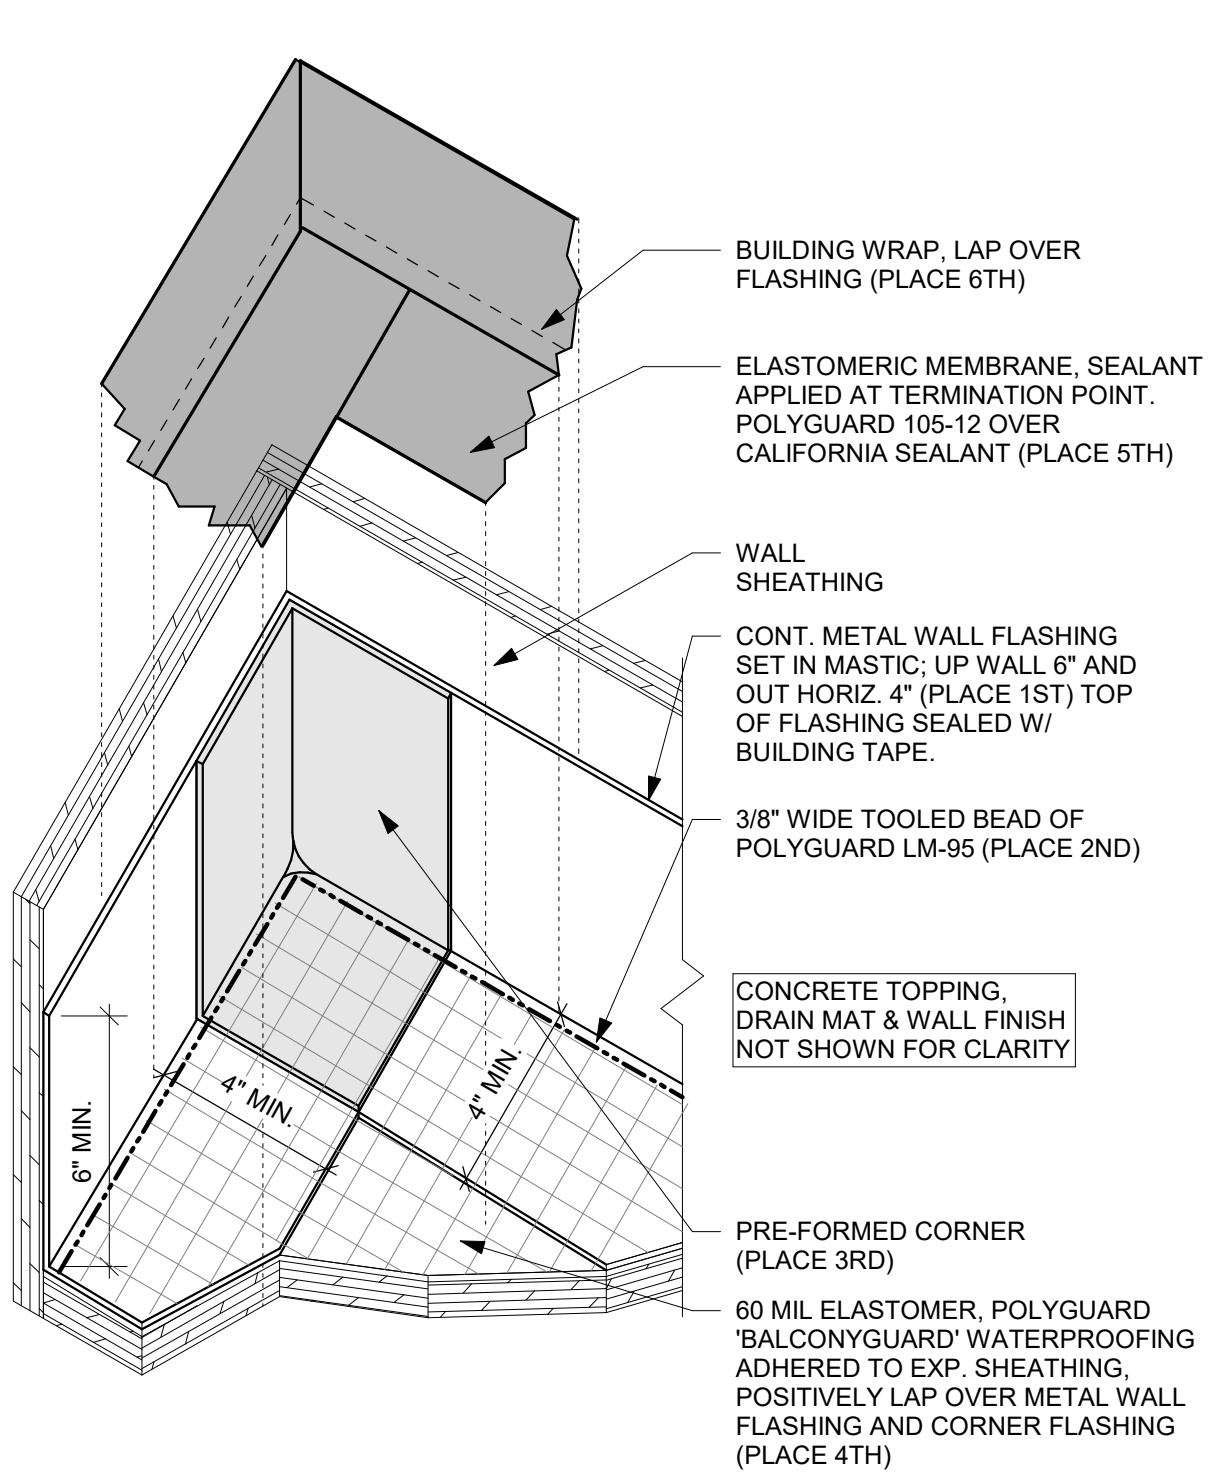 BUILDING WRAP, LAP OVER
FLASHING (PLACE 6TH)
ELASTOMERIC MEMBRANE, SEALANT
APPLIED AT TERMINATION POINT.
POLYGUARD 105-12 OVER
CALIFORNIA SEALANT (PLACE 5TH)
WALL
SHEATHING
CONT. METAL WALL FLASHING
SET IN MASTIC; UP WALL 6" AND
OUT HORIZ. 4" (PLACE 1ST) TOP
OF FLASHING SEALED W/
BUILDING TAPE.
3/8" WIDE TOOLED BEAD OF
POLYGUARD LM-95 (PLACE 2ND)
CONCRETE TOPPING,
DRAIN MAT & WALL FINISH
NOT SHOWN FOR CLARITY
6" MIN.
4" MIN.
4" MIN.
PRE-FORMED CORNER
(PLACE 3RD)
60 MIL ELASTOMER, POLYGUARD
'BALCONYGUARD' WATERPROOFING
ADHERED TO EXP. SHEATHING,
POSITIVELY LAP OVER METAL WALL
FLASHING AND CORNER FLASHING
(PLACE 4TH)